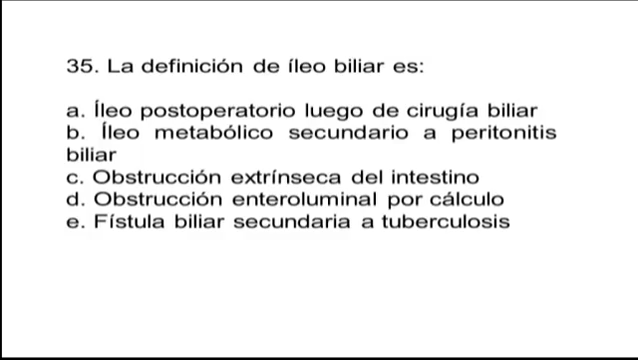 35. La definición de íleo biliar es:
a. Íleo postoperatorio luego de cirugía biliar
b. Íleo metabólico secundario a peritonitis
biliar
c. Obstrucción extrínseca del intestino
d. Obstrucción enteroluminal por cálculo
e. Fístula biliar secundaria a tuberculosis